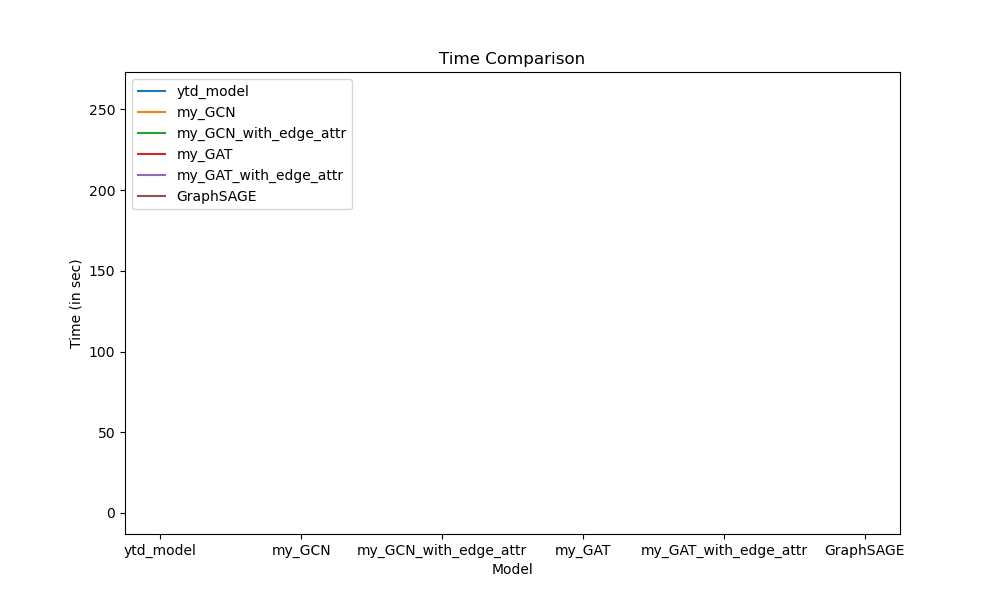 Time Comparison
ytd_model
my_GCN
my_GCN_with_edge_attr
my_GAT
my_GAT_with_edge_attr
GraphSAGE
250
200
150
100
50
0
Time (in sec)
ytd_model my_GCN my_GCN_with_edge_attr my_GAT my_GAT_with_edge_attr GraphSAGE
Model